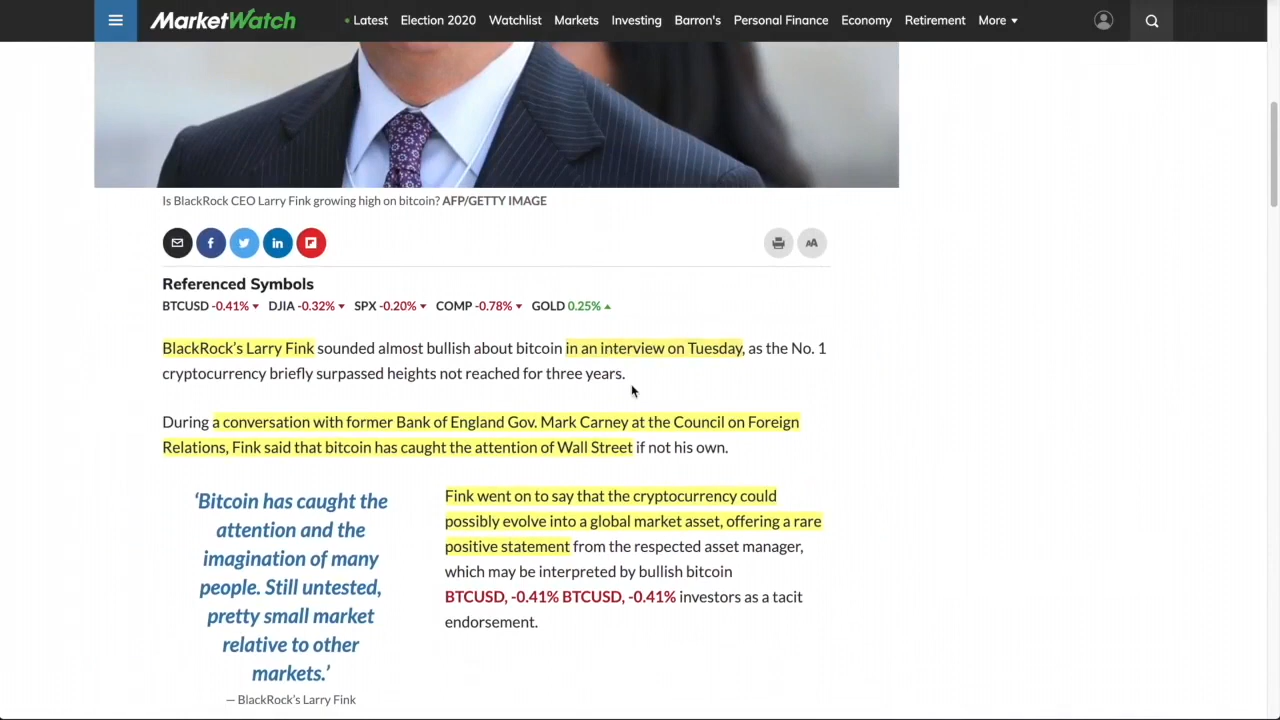 MarketWatch
• Latest Election 2020 Watchlist Markets Investing Barron's Personal Finance Economy Retirement More
Is BlackRock CEO Larry Fink growing high on bitcoin? AFP/GETTY IMAGE
f in AA
Referenced Symbols
BTCUSD -0.41% DJIA -0.32% SPX -0.20% COMP -0.78% GOLD 0.25%
BlackRock's Larry Fink sounded almost bullish about bitcoin in an interview on Tuesday, as the No. 1
cryptocurrency briefly surpassed heights not reached for three years.
During a conversation with former Bank of England Gov. Mark Carney at the Council on Foreign
Relations, Fink said that bitcoin has caught the attention of Wall Street if not his own.
‘Bitcoin has caught the
attention and the
imagination of many
people. Still untested,
pretty small market
relative to other
markets.’
— BlackRock's Larry Fink
Fink went on to say that the cryptocurrency could
possibly evolve into a global market asset, offering a rare
positive statement from the respected asset manager,
which may be interpreted by bullish bitcoin
BTCUSD, -0.41% BTCUSD, -0.41% investors as a tacit
endorsement.